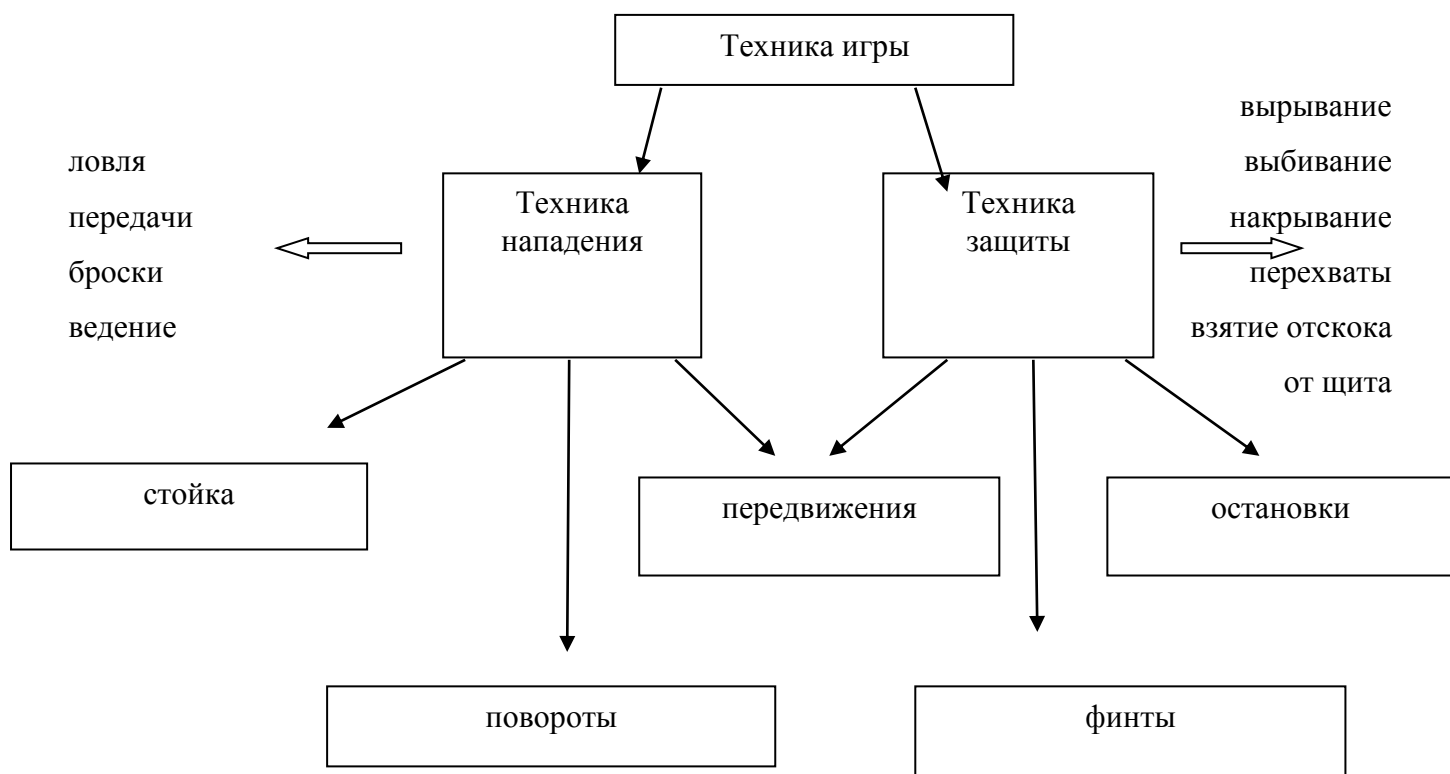 Техника игры
ловля
передачи
броски
ведение
Техника
нападения
Техника
защиты
вырывание
выбивание
накрывание
перехваты
взятие отскока
от щита
стойка
передвижения
остановки
повороты
финты